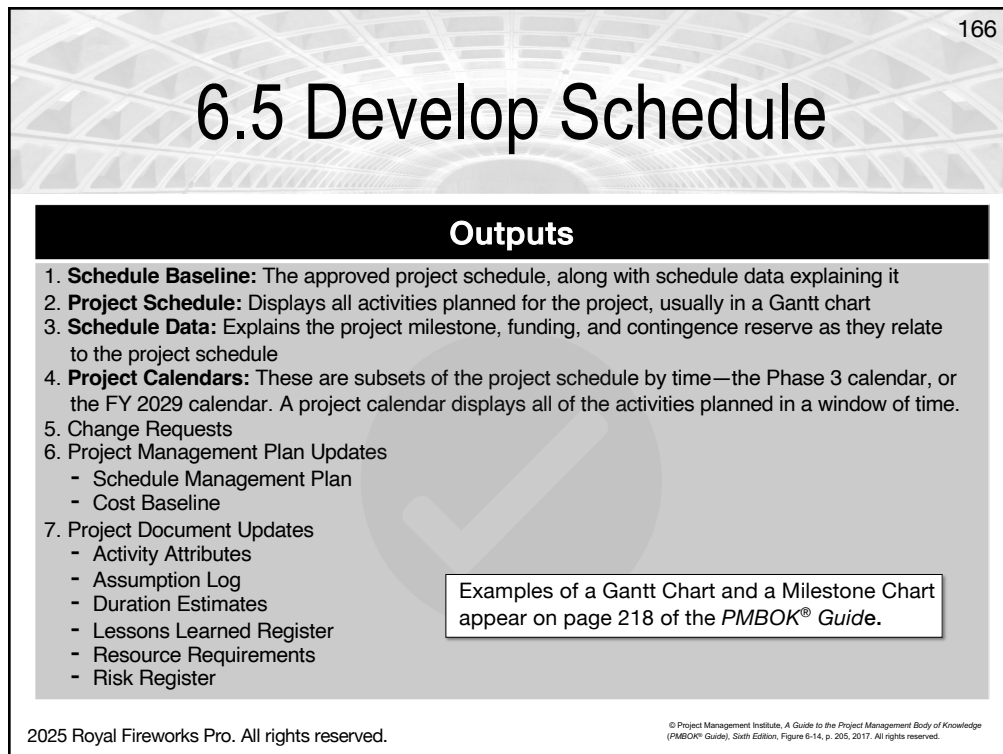 166
6.5 Develop Schedule
Outputs
1. Schedule Baseline: The approved project schedule, along with schedule data explaining it
2. Project Schedule: Displays all activities planned for the project, usually in a Gantt chart
3. Schedule Data: Explains the project milestone, funding, and contingence reserve as they relate
to the project schedule
4. Project Calendars: These are subsets of the project schedule by time—the Phase 3 calendar, or
the FY 2029 calendar. A project calendar displays all of the activities planned in a window of time.
5. Change Requests
6. Project Management Plan Updates
- Schedule Management Plan
- Cost Baseline
7. Project Document Updates
- Activity Attributes
- Assumption Log
- Duration Estimates
- Lessons Learned Register
- Resource Requirements
- Risk Register
Examples of a Gantt Chart and a Milestone Chart
appear on page 218 of the PMBOK® Guide.
2025 Royal Fireworks Pro. All rights reserved.
© Project Management Institute, A Guide to the Project Management Body of Knowledge
(PMBOK® Guide), Sixth Edition, Figure 6-14, p. 205, 2017. All rights reserved.